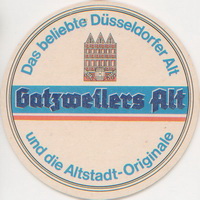 Das beliebte Düsseldorfer Alt
Gatzweilers Alt
und die Altstadt-Originale